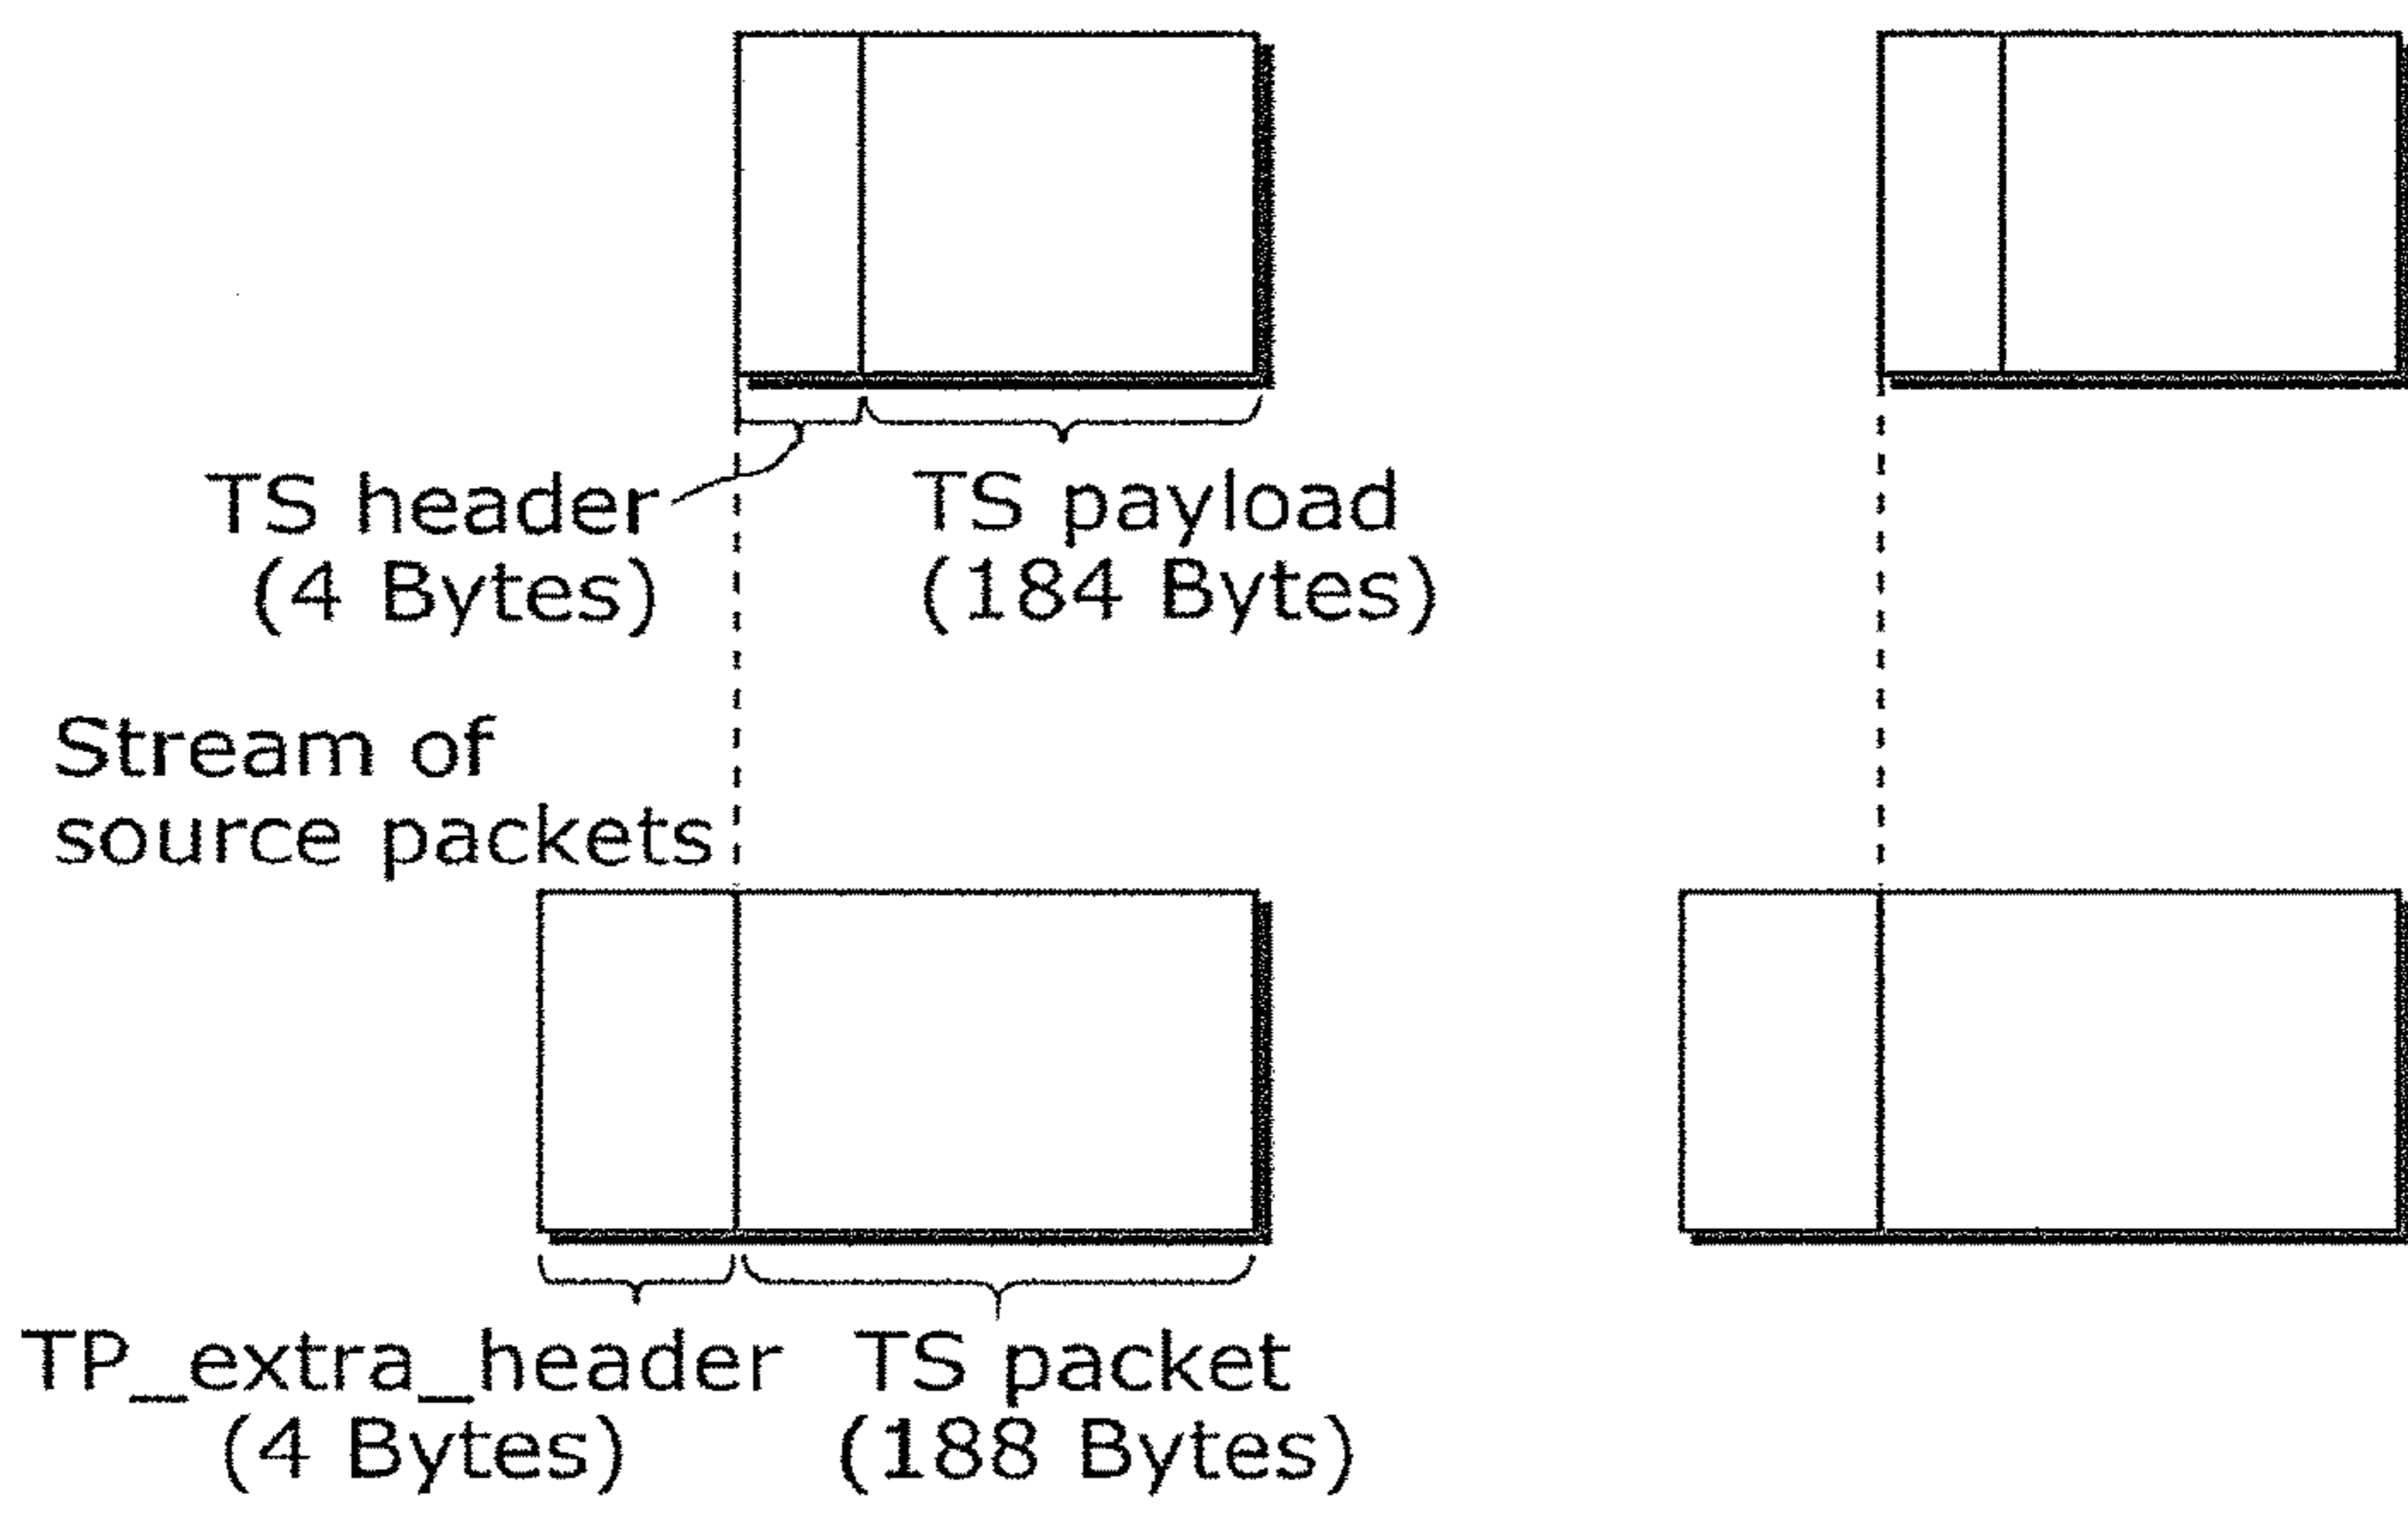 TS header
(4 Bytes)
TS payload
(184 Bytes)
Stream of
source packets
TP_extra_header
(4 Bytes)
TS packet
(188 Bytes)